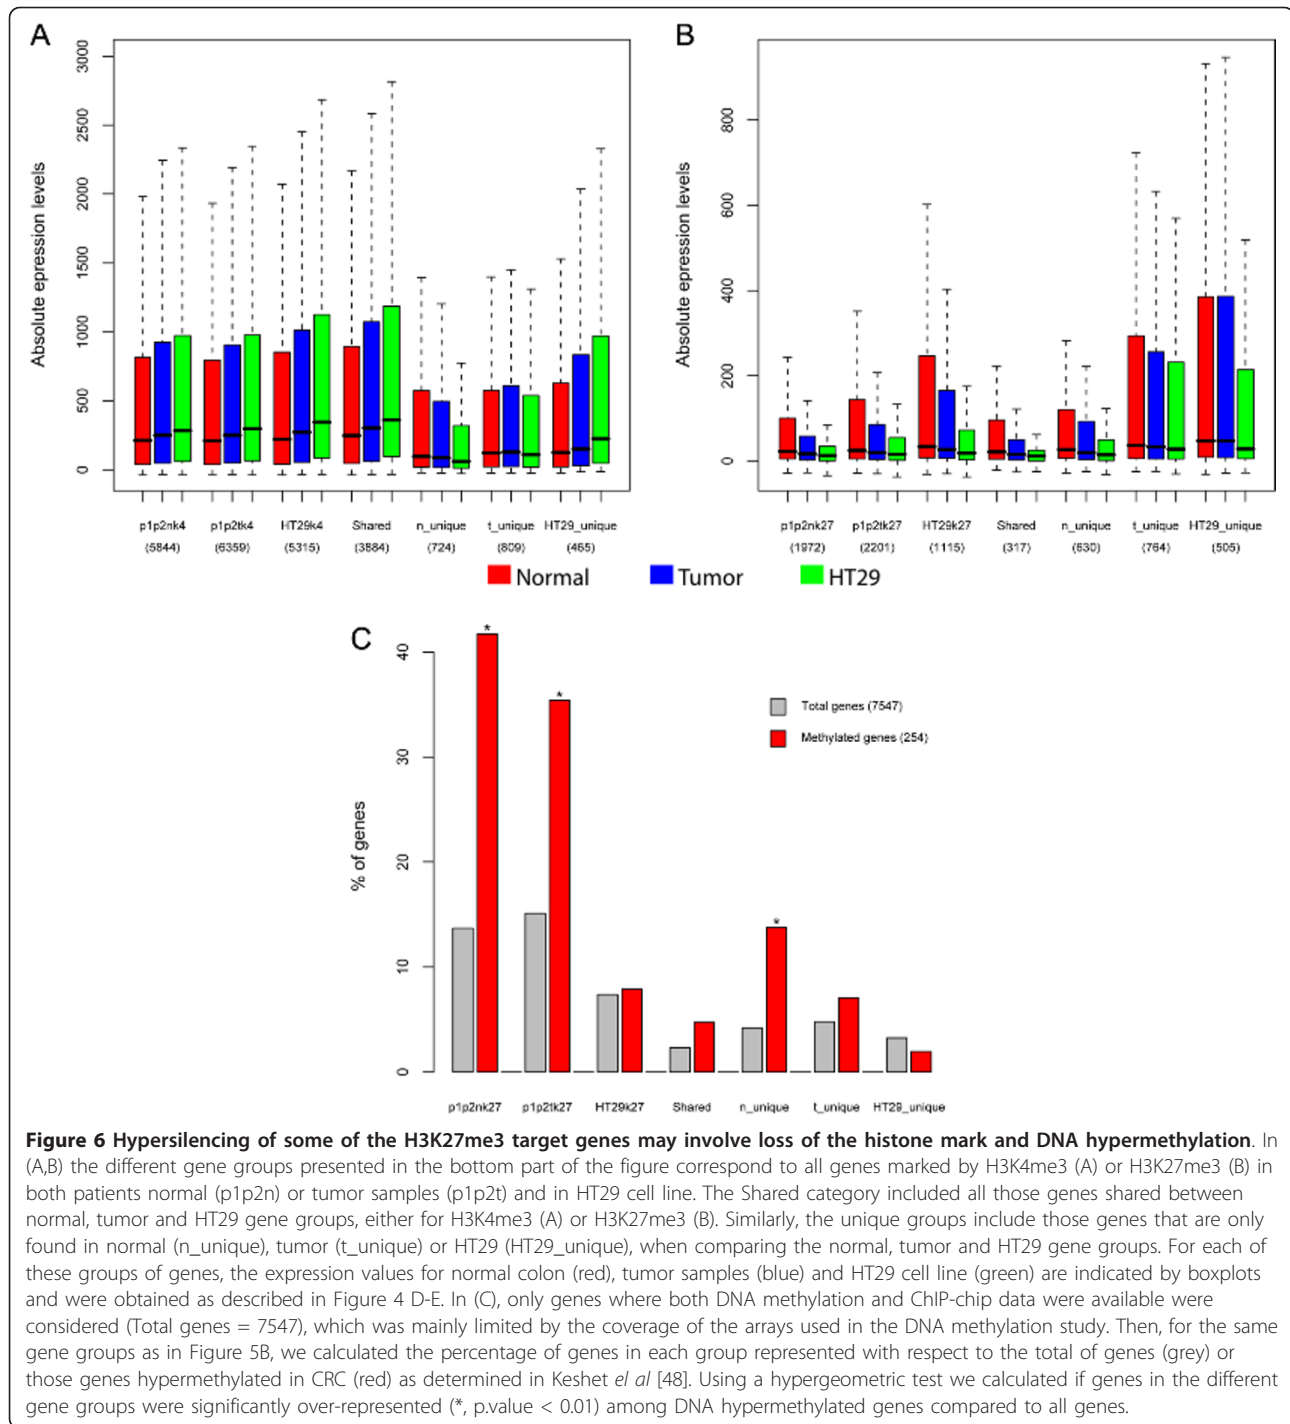 A
B
Absolute epression levels
0 500 1000 1500 2000 2500 3000
p1p2nk4 p1p2tk4 HT29k4 Shared n_unique t_unique HT29_unique
(5844) (6359) (5315) (3884) (724) (809) (465)
Absolute epression levels
0 200 400 600 800
p1p2nk27 p1p2tk27 HT29k27 Shared n_unique t_unique HT29_unique
(1972) (2201) (1115) (317) (630) (764) (505)
Normal Tumor HT29
C
% of genes
0 10 20 30 40
* * *
Total genes (7547)
Methylated genes (254)
p1p2nk27 p1p2tk27 HT29k27 Shared n_unique t_unique HT29_unique
Figure 6 Hypersilencing of some of the H3K27me3 target genes may involve loss of the histone mark and DNA hypermethylation. In
(A,B) the different gene groups presented in the bottom part of the figure correspond to all genes marked by H3K4me3 (A) or H3K27me3 (B) in
both patients normal (p1p2n) or tumor samples (p1p2t) and in HT29 cell line. The Shared category included all those genes shared between
normal, tumor and HT29 gene groups, either for H3K4me3 (A) or H3K27me3 (B). Similarly, the unique groups include those genes that are only
found in normal (n_unique), tumor (t_unique) or HT29 (HT29_unique), when comparing the normal, tumor and HT29 gene groups. For each of
these groups of genes, the expression values for normal colon (red), tumor samples (blue) and HT29 cell line (green) are indicated by boxplots
and were obtained as described in Figure 4 D-E. In (C), only genes where both DNA methylation and ChIP-chip data were available were
considered (Total genes = 7547), which was mainly limited by the coverage of the arrays used in the DNA methylation study. Then, for the same
gene groups as in Figure 5B, we calculated the percentage of genes in each group represented with respect to the total of genes (grey) or
those genes hypermethylated in CRC (red) as determined in Keshet et al [48]. Using a hypergeometric test we calculated if genes in the different
gene groups were significantly over-represented (*, p.value < 0.01) among DNA hypermethylated genes compared to all genes.